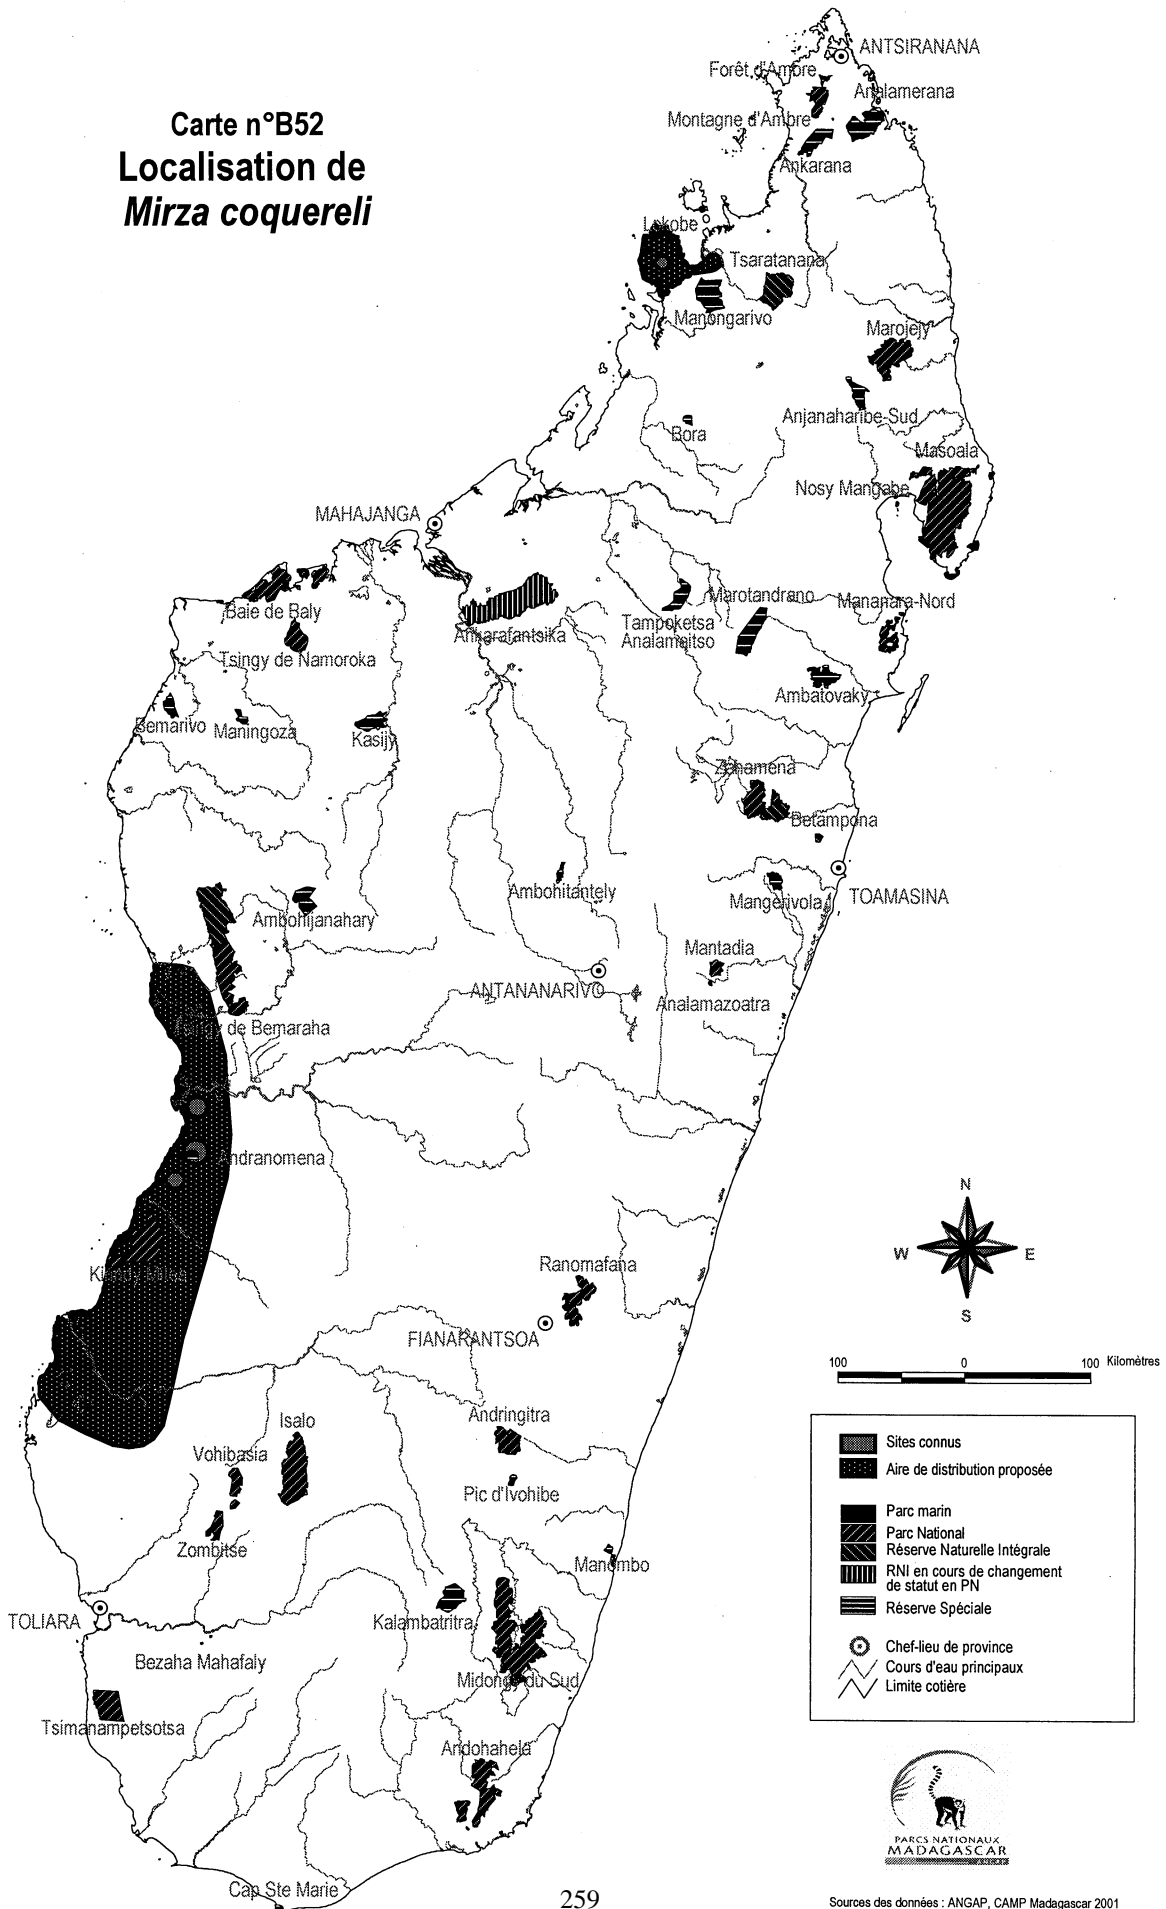 Carte n°B52
Localisation de
Mirza coquereli
ANTSIRANANA
Forêt d'Ambre
Analamerana
Montagne d'Ambre
Ankarana
Lokobe
Tsaratanana
Manongarivo
Marojejy
Anjanaharibe-Sud
Bora
Masoala
Nosy Mangabe
MAHAJANGA
Baie de Baly
Ankarafantsika
Tampoketsa
Analamaitso
Marotandrano
Mananara-Nord
Tsingy de Namoroka
Ambatovaky
Bemarivo
Maningoza
Kasijy
Zahamena
Betampona
Ambohitantely
Mangerivola
TOAMASINA
Ambohijanahary
Mantadia
ANTANANARIVO
Analamazoatra
Tsingy de Bemaraha
Andranomena
N
W
E
S
Ranomafana
FIANARANTSOA
100 0 100 Kilomètres
Andringitra
Isalo
Vohibasia
Pic d'Ivohibe
Zombitse
Manombo
Kalambatritra
TOLIARA
Bezaha Mahafaly
Midongy du Sud
Tsimanampetsotsa
Andohahela
Cap Ste Marie
Sites connus
Aire de distribution proposée
Parc marin
Parc National
Réserve Naturelle Intégrale
RNI en cours de changement
de statut en PN
Réserve Spéciale
Chef-lieu de province
Cours d'eau principaux
Limite cotière
PARCS NATIONAUX
MADAGASCAR
ANGAP
259
Sources des données : ANGAP, CAMP Madagascar 2001